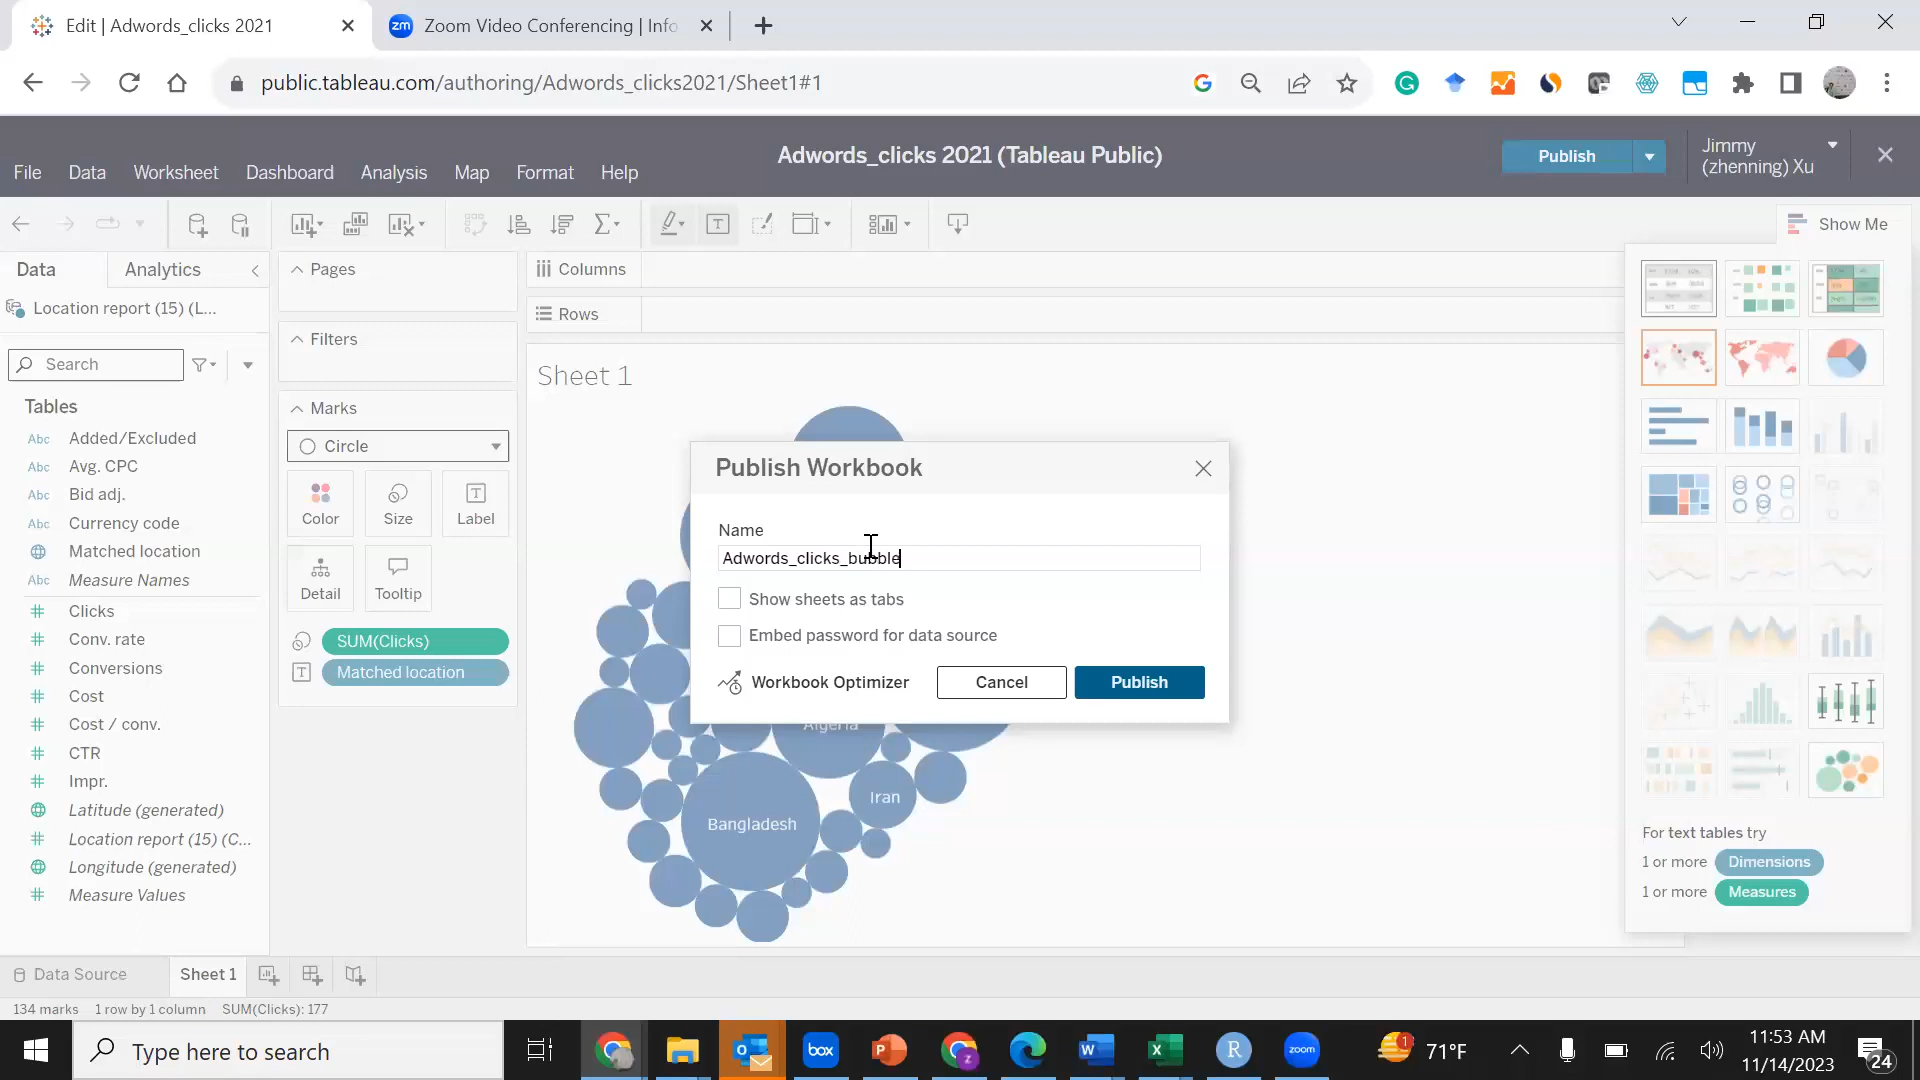 Edit | Adwords_clicks 2021
Zoom Video Conferencing | Info
public.tableau.com/authoring/Adwords_clicks2021/Sheet1#1
Adwords_clicks 2021 (Tableau Public)
Publish
Jimmy
(zhenning) Xu
File Data Worksheet Dashboard Analysis Map Format Help
Show Me
Data Analytics
Pages
Columns
Location report (15) (L...
Rows
Filters
Search
Sheet 1
Tables
Marks
Abc Added/Excluded
Circle
Abc Avg. CPC
Abc Bid adj.
Color Size Label
Abc Currency code
Matched location
Abc Measure Names
Detail Tooltip
Clicks
Conv. rate
SUM(Clicks)
Conversions
Matched location
Cost
Cost / conv.
CTR
Impr.
Latitude (generated)
Location report (15) (C...
Longitude (generated)
Measure Values
Publish Workbook
Name
Adwords_clicks_bubble
Show sheets as tabs
Embed password for data source
Workbook Optimizer
Cancel
Publish
Algeria
Iran
Bangladesh
For text tables try
1 or more Dimensions
1 or more Measures
Data Source Sheet 1
134 marks 1 row by 1 column SUM(Clicks): 177
Type here to search
box
zoom
71°F
11:53 AM
11/14/2023
24